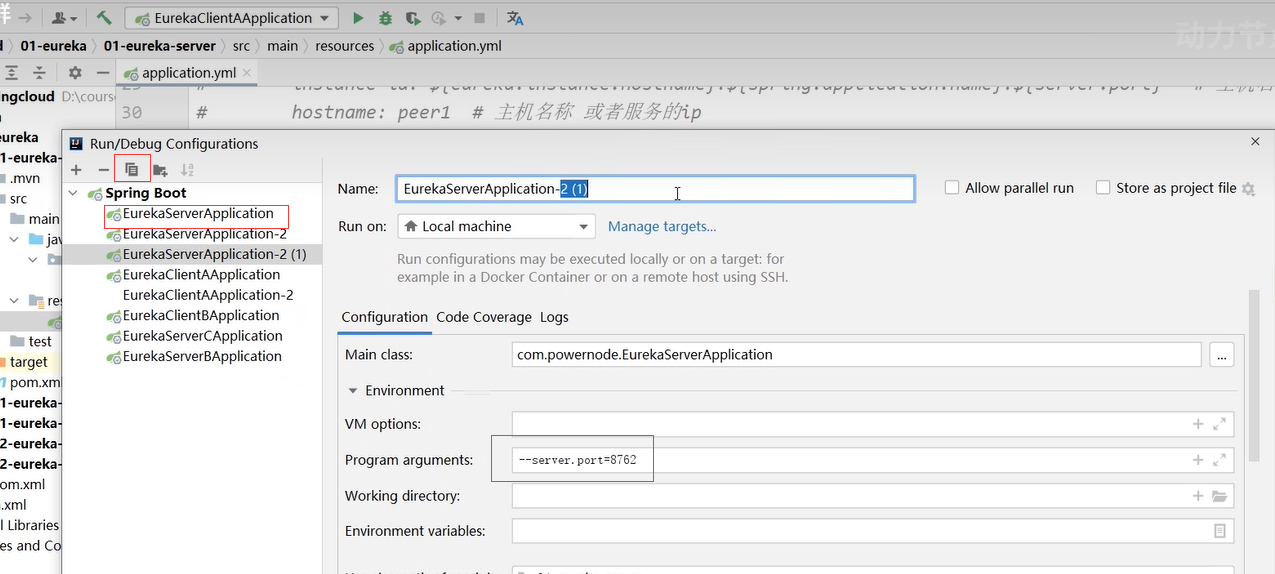 样
EurekaClientAApplication
01-eureka 01-eureka-server src main resources application.yml
动力节
application.yml
ingcloud D:\cours
30 # hostname: peer1 # 主机名称 或者服务的ip
eureka
1-eureka-
.mvn
src
main
jav
res
test
target
pom.xml
1-eureka-
1-eureka-
2-eureka-
2-eureka-
om.xml
.xml
l Libraries
es and Co
Run/Debug Configurations
Spring Boot
EurekaServerApplication
EurekaServerApplication-2
EurekaServerApplication-2 (1)
EurekaClientAApplication
EurekaClientAApplication-2
EurekaClientBApplication
EurekaServerCApplication
EurekaServerBApplication
Name: EurekaServerApplication-2 (1) Allow parallel run Store as project file
Run on: Local machine Manage targets...
Run configurations may be executed locally or on a target: for
example in a Docker Container or on a remote host using SSH.
Configuration Code Coverage Logs
Main class: com.powernode.EurekaServerApplication ...
Environment
VM options:
Program arguments: --server.port=8762
Working directory:
Environment variables: